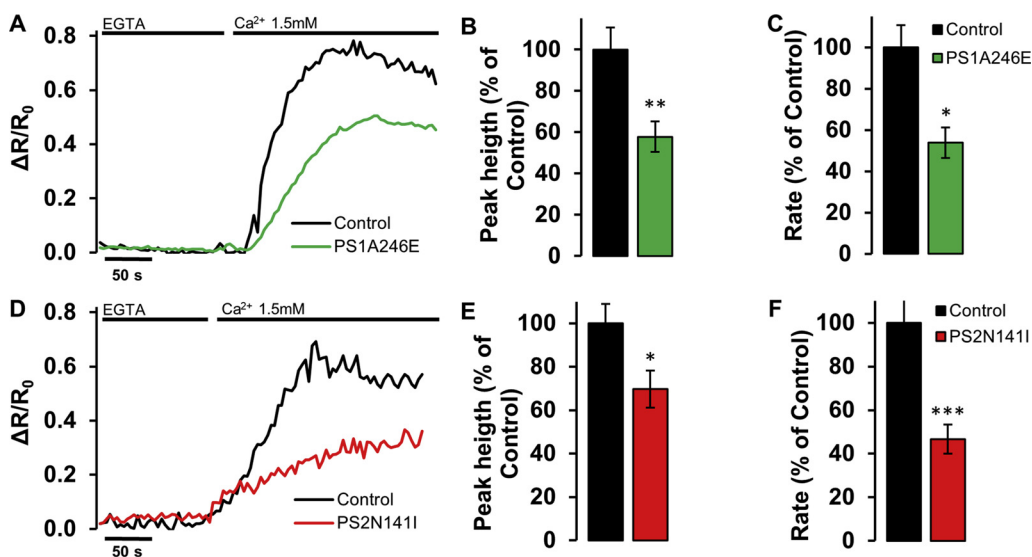 A
EGTA
Ca²⁺ 1.5mM
0.8
0.6
0.4
0.2
0.0
ΔR/R₀
Control
PS1A246E
50 s
B
Peak heigth (% of
Control)
100
80
60
40
20
0
**
C
Rate (% of Control)
100
80
60
40
20
0
*
Control
PS1A246E
D
EGTA
Ca²⁺ 1.5mM
0.8
0.6
0.4
0.2
0.0
ΔR/R₀
Control
PS2N141I
50 s
E
Peak heigth (% of
Control)
100
80
60
40
20
0
*
F
Rate (% of Control)
100
80
60
40
20
0
***
Control
PS2N141I